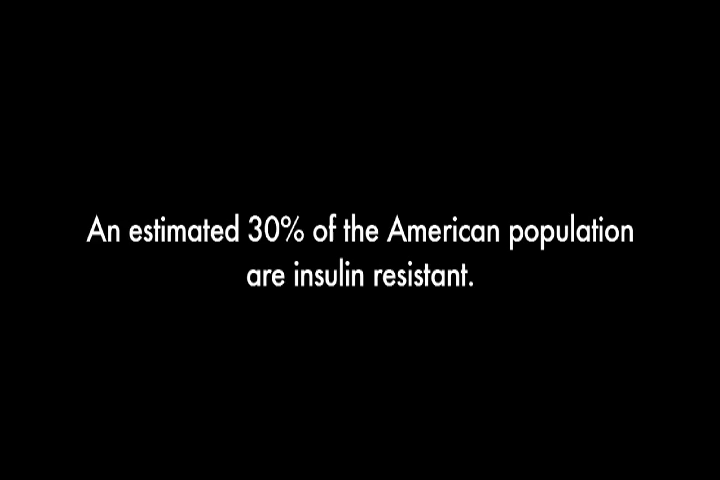 An estimated 30% of the American population
are insulin resistant.